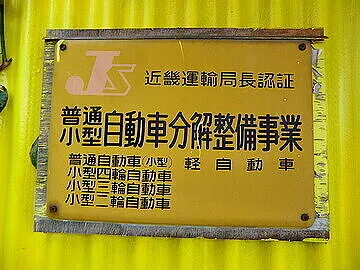 JS 近畿運輸局長認証
普通
小型 自動車分解整備事業
普通自動車(小型) 軽自動車
小型四輪自動車
小型三輪自動車
小型二輪自動車